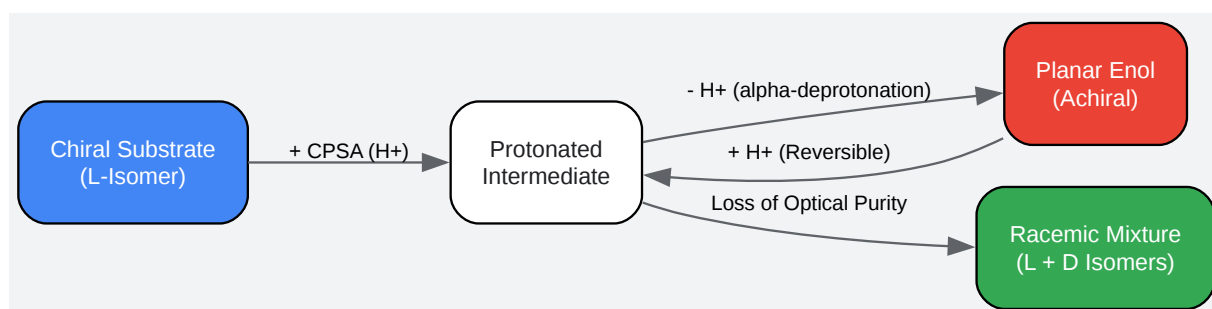 Chiral Substrate
(L-Isomer)
+ CPSA (H+)
Protonated
Intermediate
- H+ (alpha-deprotonation)
+ H+ (Reversible)
Loss of Optical Purity
Planar Enol
(Achiral)
Racemic Mixture
(L + D Isomers)